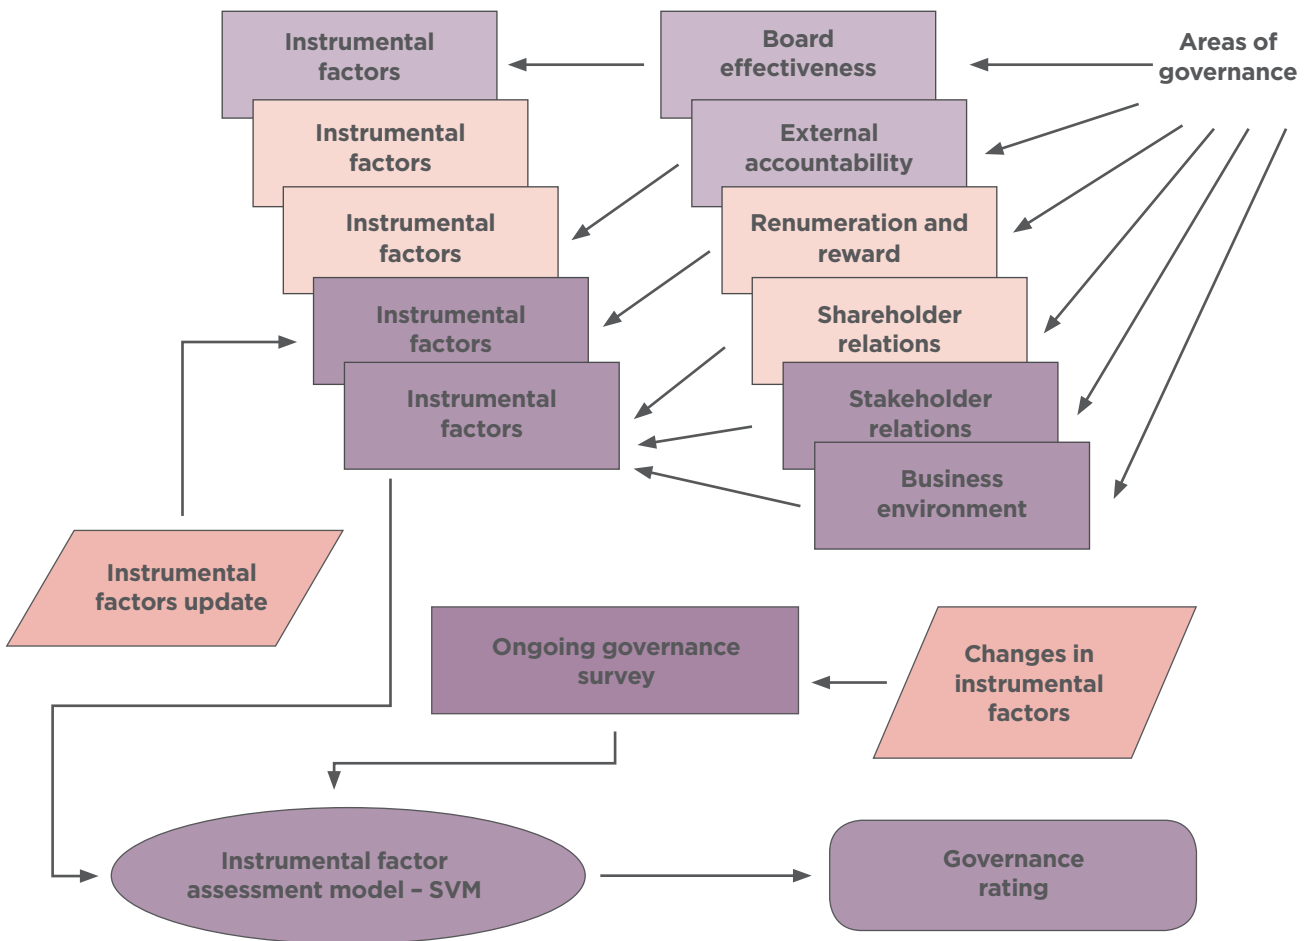 Instrumental
factors
Board
effectiveness
Areas of
governance
Instrumental
factors
External
accountability
Instrumental
factors
Renumeration and
reward
Instrumental
factors
Shareholder
relations
Instrumental
factors
Stakeholder
relations
Business
environment
Instrumental
factors update
Ongoing governance
survey
Changes in
instrumental
factors
Instrumental factor
assessment model – SVM
Governance
rating